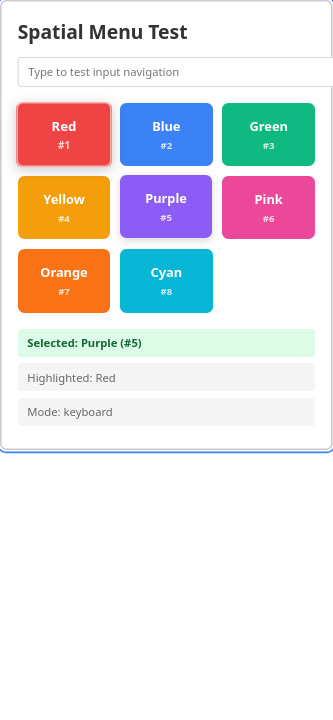 Spatial Menu Test
Type to test input navigation
Red
#1
Blue
#2
Green
#3
Yellow
#4
Purple
#5
Pink
#6
Orange
#7
Cyan
#8
Selected: Purple (#5)
Highlighted: Red
Mode: keyboard